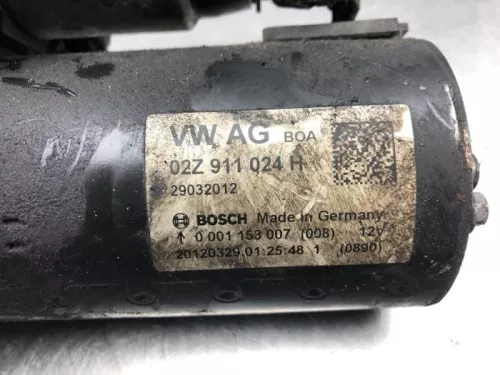 VW AG BOA
02Z 911 024 H
29032012
BOSCH Made in Germany
↑ 0 001 153 007 (008) 12V
20120329.01:25:48 1 (0890)